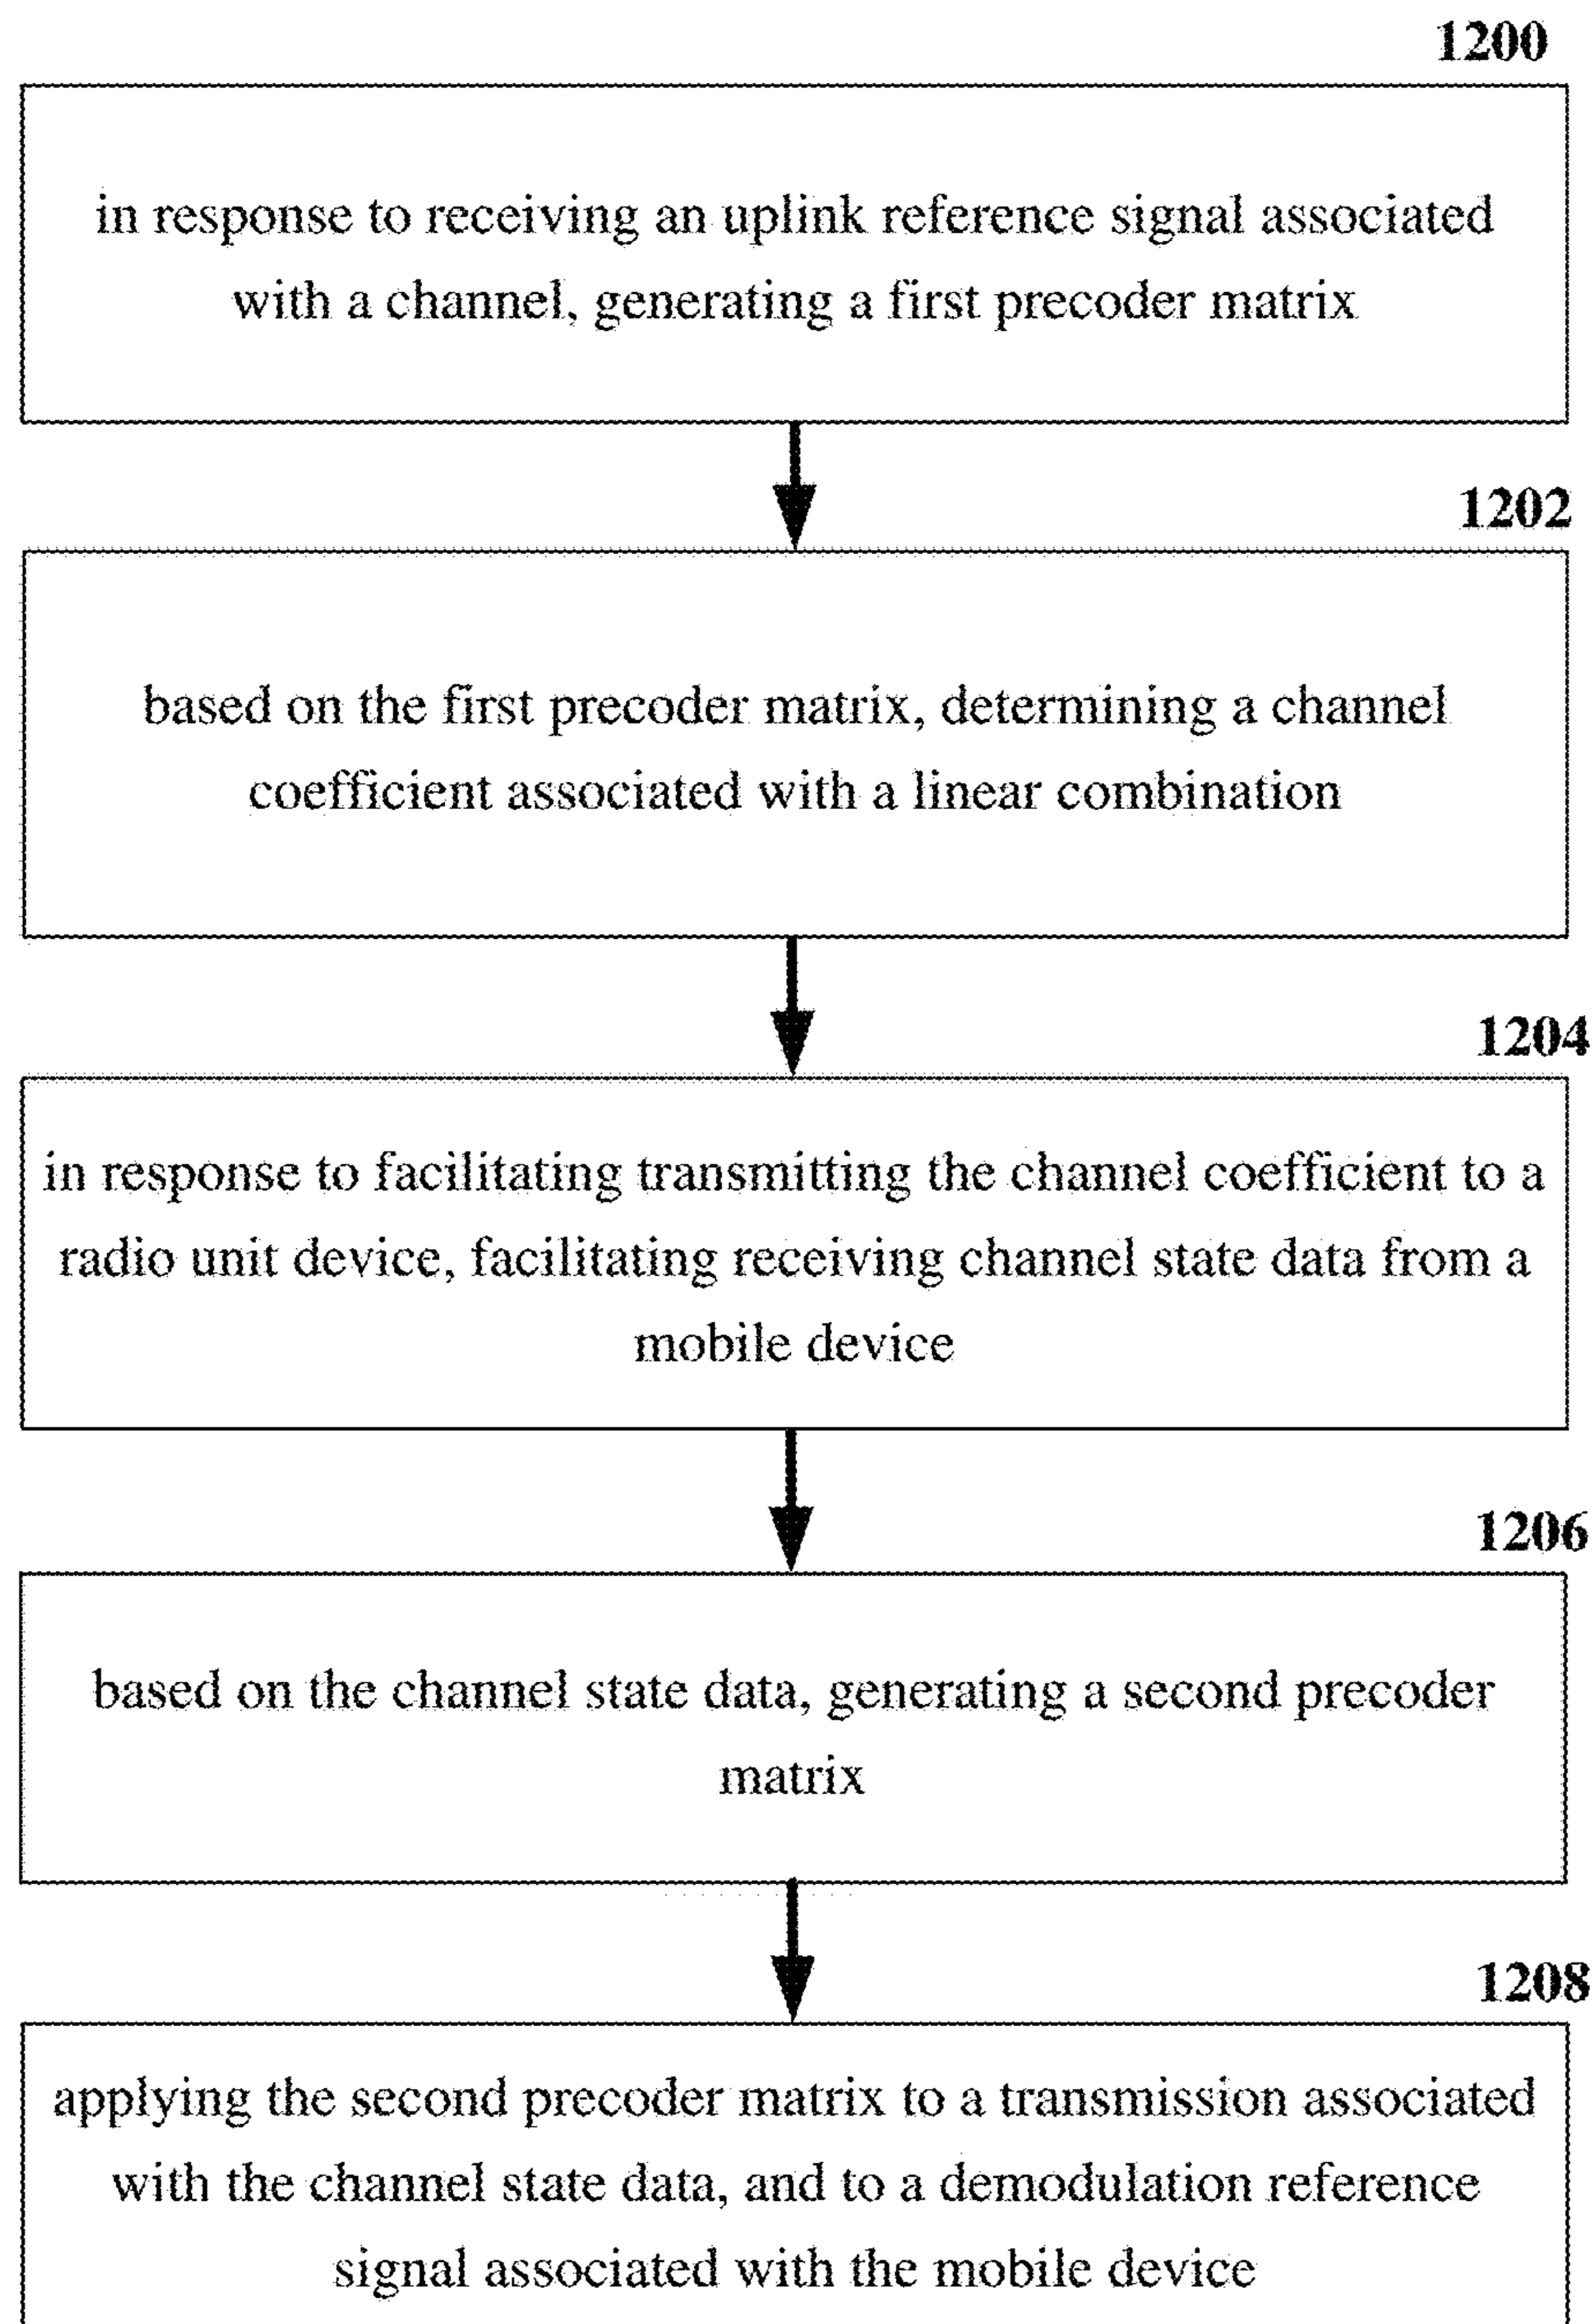 1200
in response to receiving an uplink reference signal associated
with a channel, generating a first precoder matrix
1202
based on the first precoder matrix, determining a channel
coefficient associated with a linear combination
1204
in response to facilitating transmitting the channel coefficient to a
radio unit device, facilitating receiving channel state data from a
mobile device
1206
based on the channel state data, generating a second precoder
matrix
1208
applying the second precoder matrix to a transmission associated
with the channel state data, and to a demodulation reference
signal associated with the mobile device